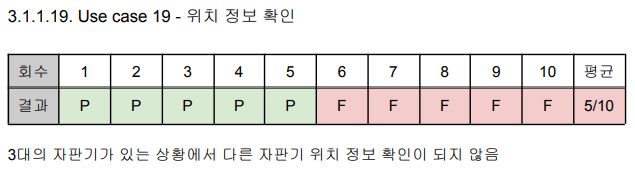 3.1.1.19. Use case 19 - 위치 정보 확인
회수 1 2 3 4 5 6 7 8 9 10 평균
결과 P P P P P F F F F F 5/10
3대의 자판기가 있는 상황에서 다른 자판기 위치 정보 확인이 되지 않음